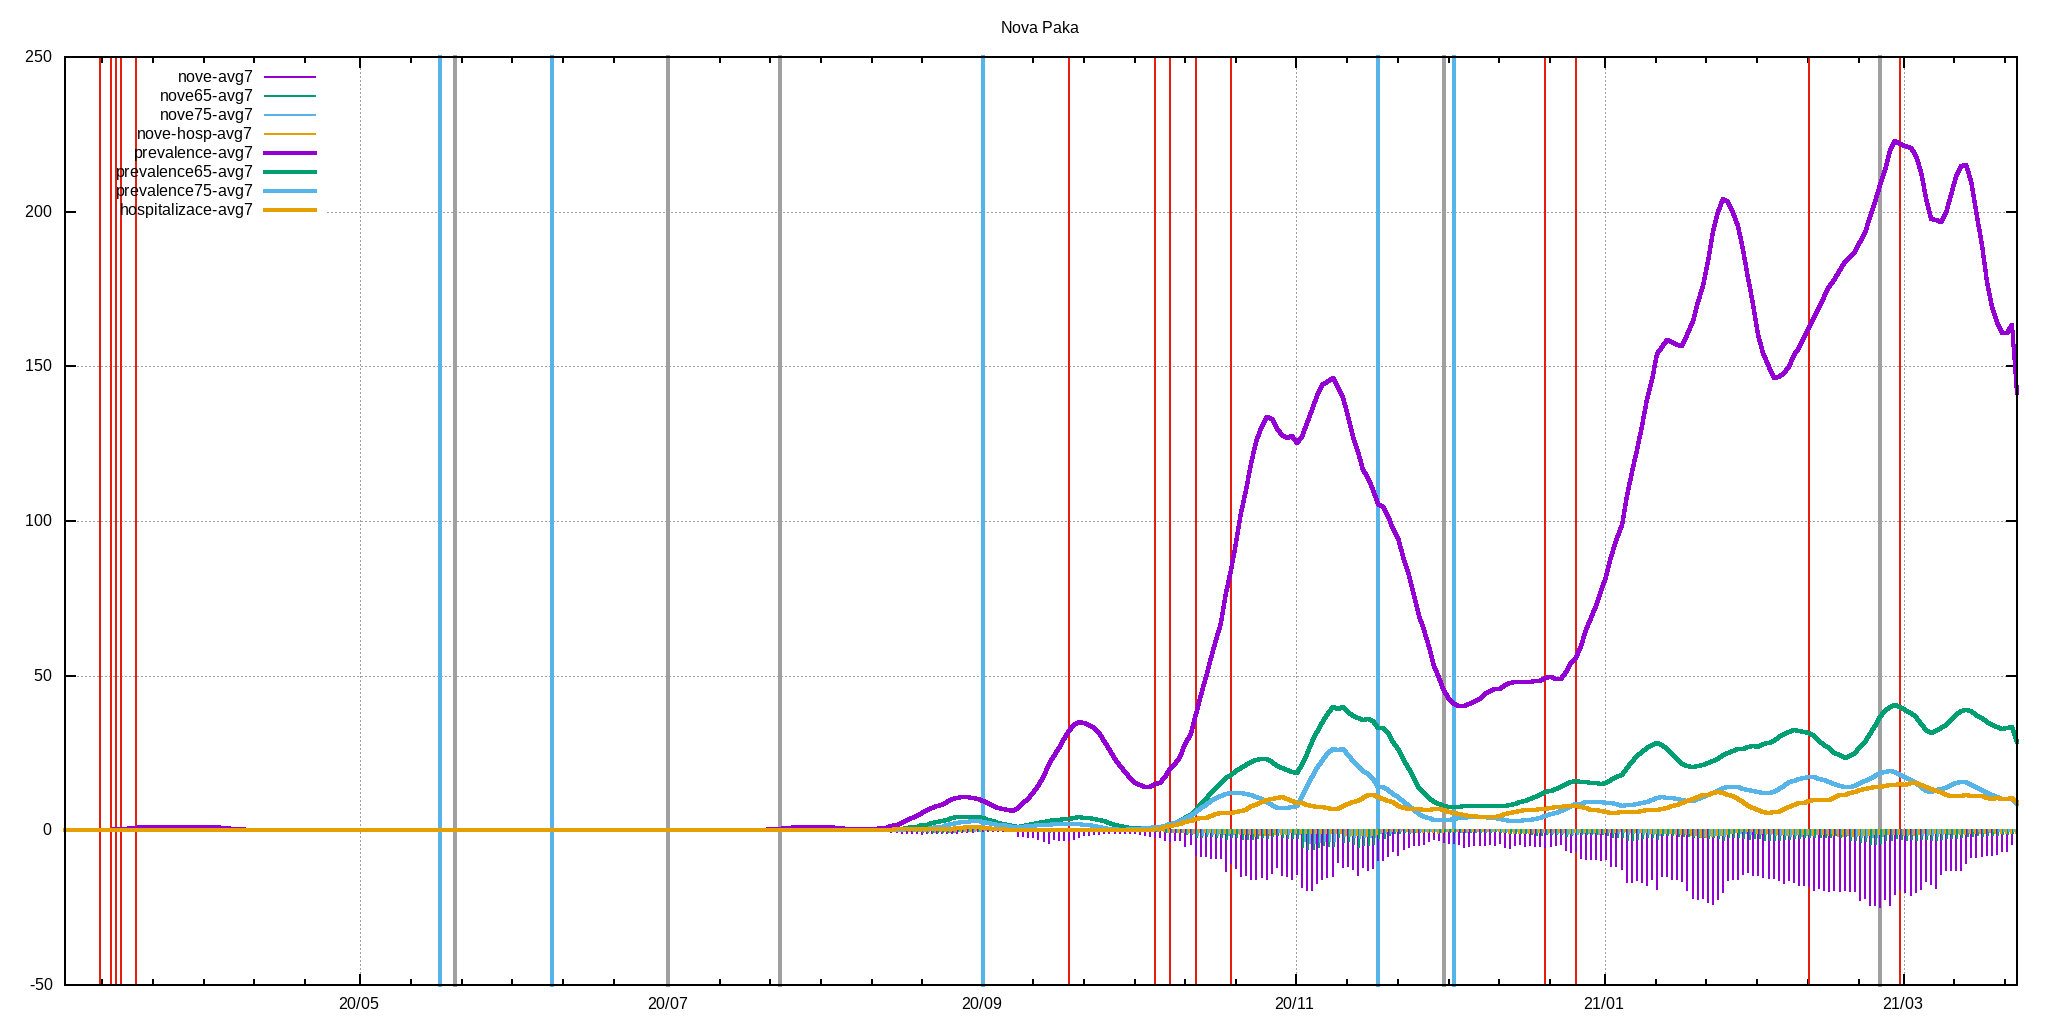 Nova Paka
250
200
150
100
50
0
-50
nove-avg7
nove65-avg7
nove75-avg7
nove-hosp-avg7
prevalence-avg7
prevalence65-avg7
prevalence75-avg7
hospitalizace-avg7
20/05 20/07 20/09 20/11 21/01 21/03